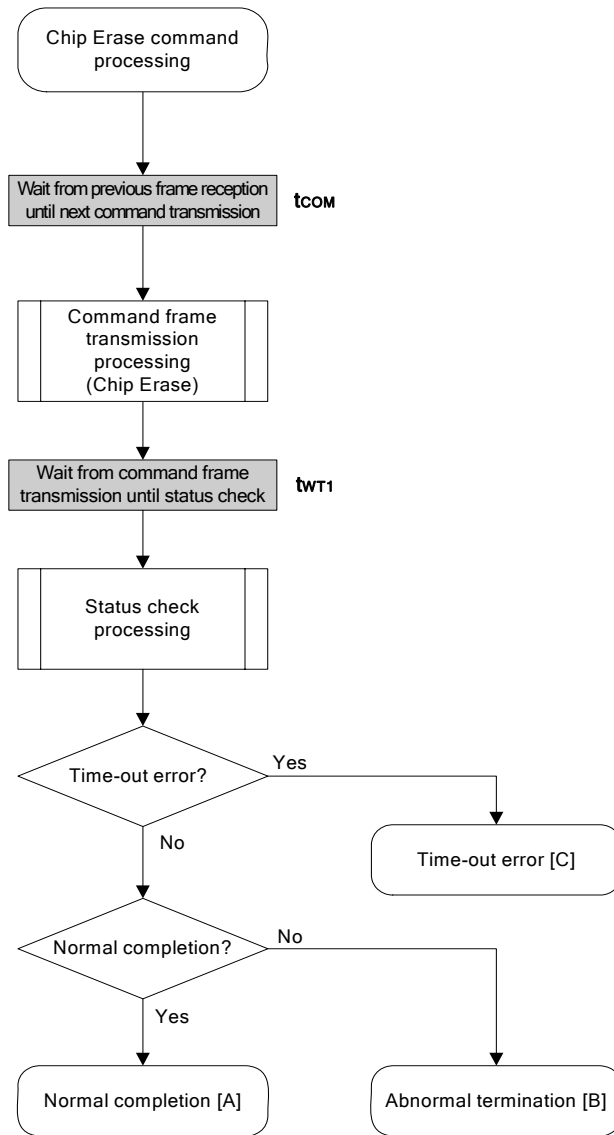 Chip Erase command
processing
Wait from previous frame reception
until next command transmission
tCOM
Command frame
transmission
processing
(Chip Erase)
Wait from command frame
transmission until status check
tWT1
Status check
processing
Time-out error?
Yes
No
Time-out error [C]
Normal completion?
No
Yes
Normal completion [A]
Abnormal termination [B]